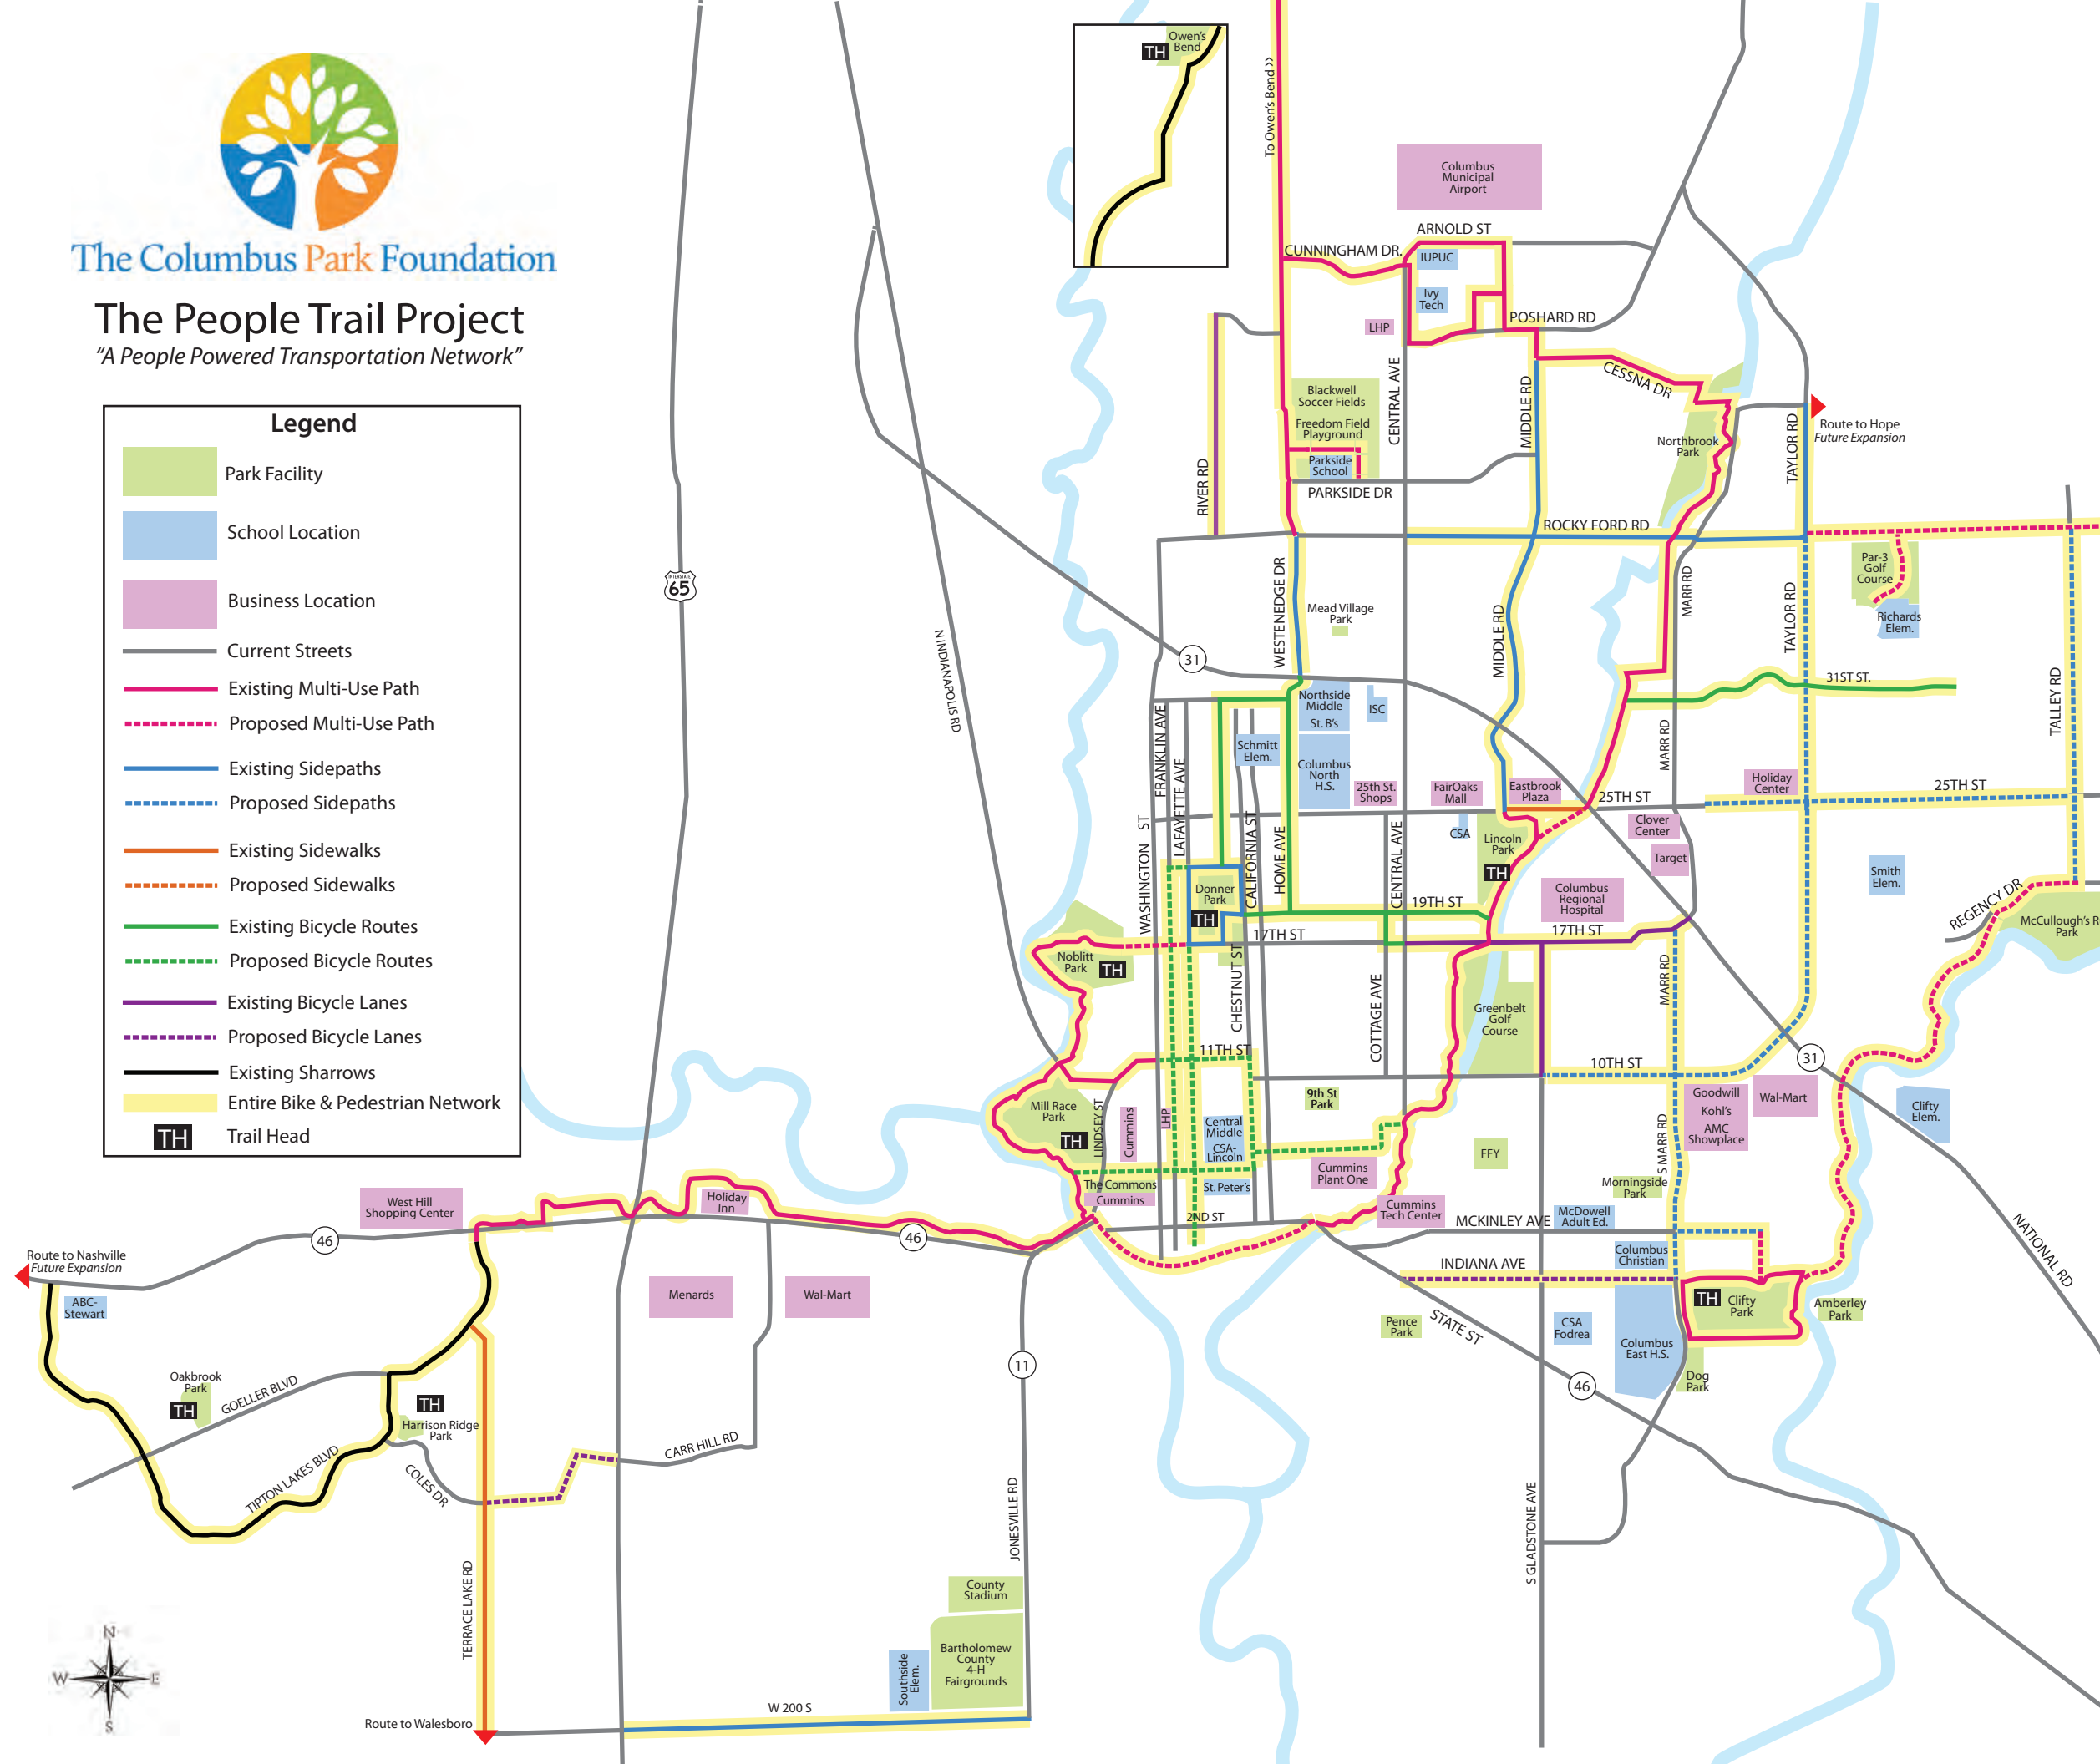 The Columbus Park Foundation
The People Trail Project
“A People Powered Transportation Network”
Legend
Park Facility
School Location
Business Location
Current Streets
Existing Multi-Use Path
Proposed Multi-Use Path
Existing Sidepaths
Proposed Sidepaths
Existing Sidewalks
Proposed Sidewalks
Existing Bicycle Routes
Proposed Bicycle Routes
Existing Bicycle Lanes
Proposed Bicycle Lanes
Existing Sharrows
Entire Bike & Pedestrian Network
TH
Trail Head
Owen's
Bend
TH
To Owen's Bend >>
Columbus
Municipal
Airport
ARNOLD ST
CUNNINGHAM DR.
IUPUC
Ivy
Tech
LHP
POSHARD RD
CESSNA DR
CENTRAL AVE
MIDDLE RD
Blackwell
Soccer Fields
Freedom Field
Playground
Parkside
School
PARKSIDE DR
RIVER RD
Northbrook
Park
TAYLOR RD
Route to Hope
Future Expansion
ROCKY FORD RD
INTERSTATE
65
Par-3
Golf
Course
Richards
Elem.
WESTENEDGE DR
Mead Village
Park
MIDDLE RD
MARR RD
TAYLOR RD
31
N INDIANAPOLIS RD
31ST ST.
TALLEY RD
Northside
Middle
St. B's
ISC
FRANKLIN AVE
LAFAYETTE AVE
Schmitt
Elem.
Columbus
North
H.S.
25th St.
Shops
FairOaks
Mall
Eastbrook
Plaza
25TH ST
MARR RD
Holiday
Center
25TH ST
WASHINGTON ST
CALIFORNIA ST
HOME AVE
CENTRAL AVE
CSA
Lincoln
Park
TH
Clover
Center
Target
Columbus
Regional
Hospital
Smith
Elem.
Donner
Park
TH
19TH ST
17TH ST
17TH ST
REGENCY DR
McCullough's R
Park
Noblitt
Park
TH
CHESTNUT ST
COTTAGE AVE
MARR RD
Greenbelt
Golf
Course
11TH ST
10TH ST
31
Mill Race
Park
TH
LINDSEY ST
Cummins
LHP
9th St
Park
Central
Middle
CSA-
Lincoln
Goodwill
Kohl's
AMC
Showplace
Wal-Mart
Clifty
Elem.
FFY
S MARR RD
The Commons
Cummins
St. Peter's
Cummins
Plant One
Cummins
Tech Center
Morningside
Park
McDowell
Adult Ed.
MCKINLEY AVE
2ND ST
West Hill
Shopping Center
Holiday
Inn
46
46
Route to Nashville
Future Expansion
ABC-
Stewart
Menards
Wal-Mart
Columbus
Christian
INDIANA AVE
NATIONAL RD
TH
Clifty
Park
Amberley
Park
Pence
Park
STATE ST
CSA
Fodrea
Columbus
East H.S.
Dog
Park
11
46
Oakbrook
Park
TH
GOELLER BLVD
TH
Harrison Ridge
Park
TIPTON LAKES BLVD
COLES DR
CARR HILL RD
JONESVILLE RD
S GLADSTONE AVE
TERRACE LAKE RD
County
Stadium
Bartholomew
County
4-H
Fairgrounds
Southside
Elem.
W 200 S
Route to Walesboro
N
W
E
S